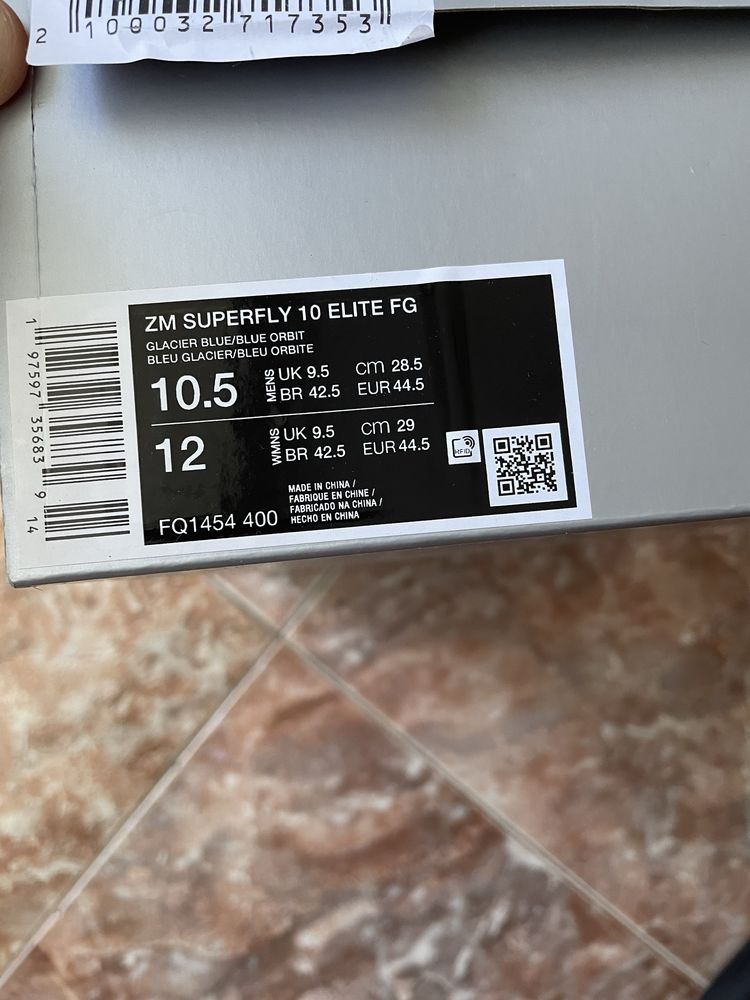 2 100032 717353
ZM SUPERFLY 10 ELITE FG
GLACIER BLUE/BLUE ORBIT
BLEU GLACIER/BLEU ORBITE
10.5 MENS UK 9.5 cm 28.5
BR 42.5 EUR 44.5
12 WMNS UK 9.5 cm 29
BR 42.5 EUR 44.5
RFID
MADE IN CHINA /
FABRIQUE EN CHINE /
FABRICADO NA CHINA /
HECHO EN CHINA
FQ1454 400
1 97597 35683 9 14